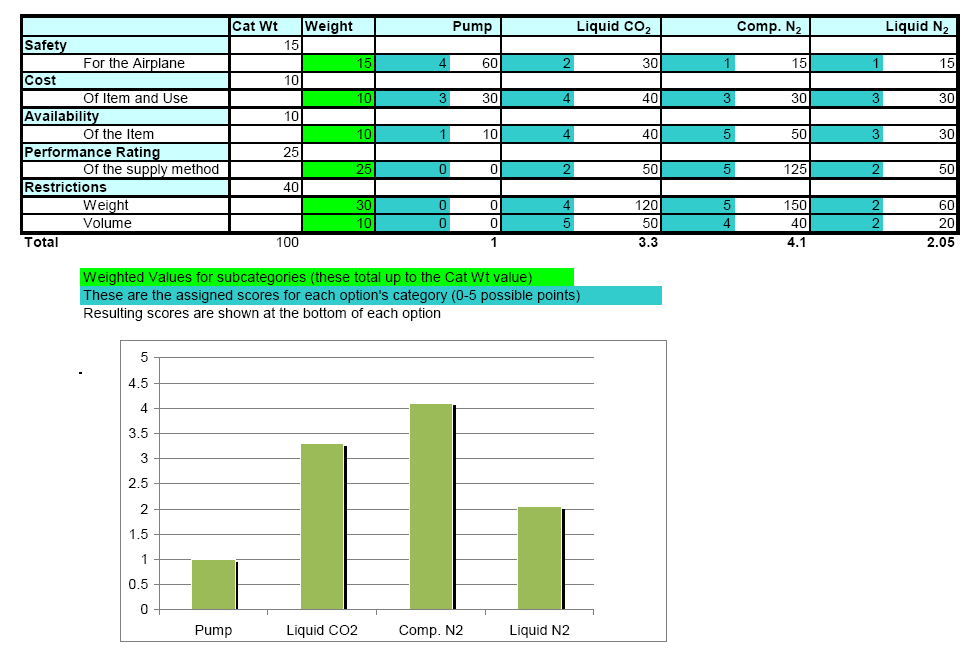 Cat Wt Weight Pump Liquid CO₂ Comp. N₂ Liquid N₂
Safety 15
For the Airplane 15 4 60 2 30 1 15 1 15
Cost 10
Of Item and Use 10 3 30 4 40 3 30 3 30
Availability 10
Of the Item 10 1 10 4 40 5 50 3 30
Performance Rating 25
Of the supply method 25 0 0 2 50 5 125 2 50
Restrictions 40
Weight 30 0 0 4 120 5 150 2 60
Volume 10 0 0 5 50 4 40 2 20
Total 100 1 3.3 4.1 2.05
Weighted Values for subcategories (these total up to the Cat Wt value)
These are the assigned scores for each option's category (0-5 possible points)
Resulting scores are shown at the bottom of each option
5
4.5
4
3.5
3
2.5
2
1.5
1
0.5
0
Pump Liquid CO2 Comp. N2 Liquid N2